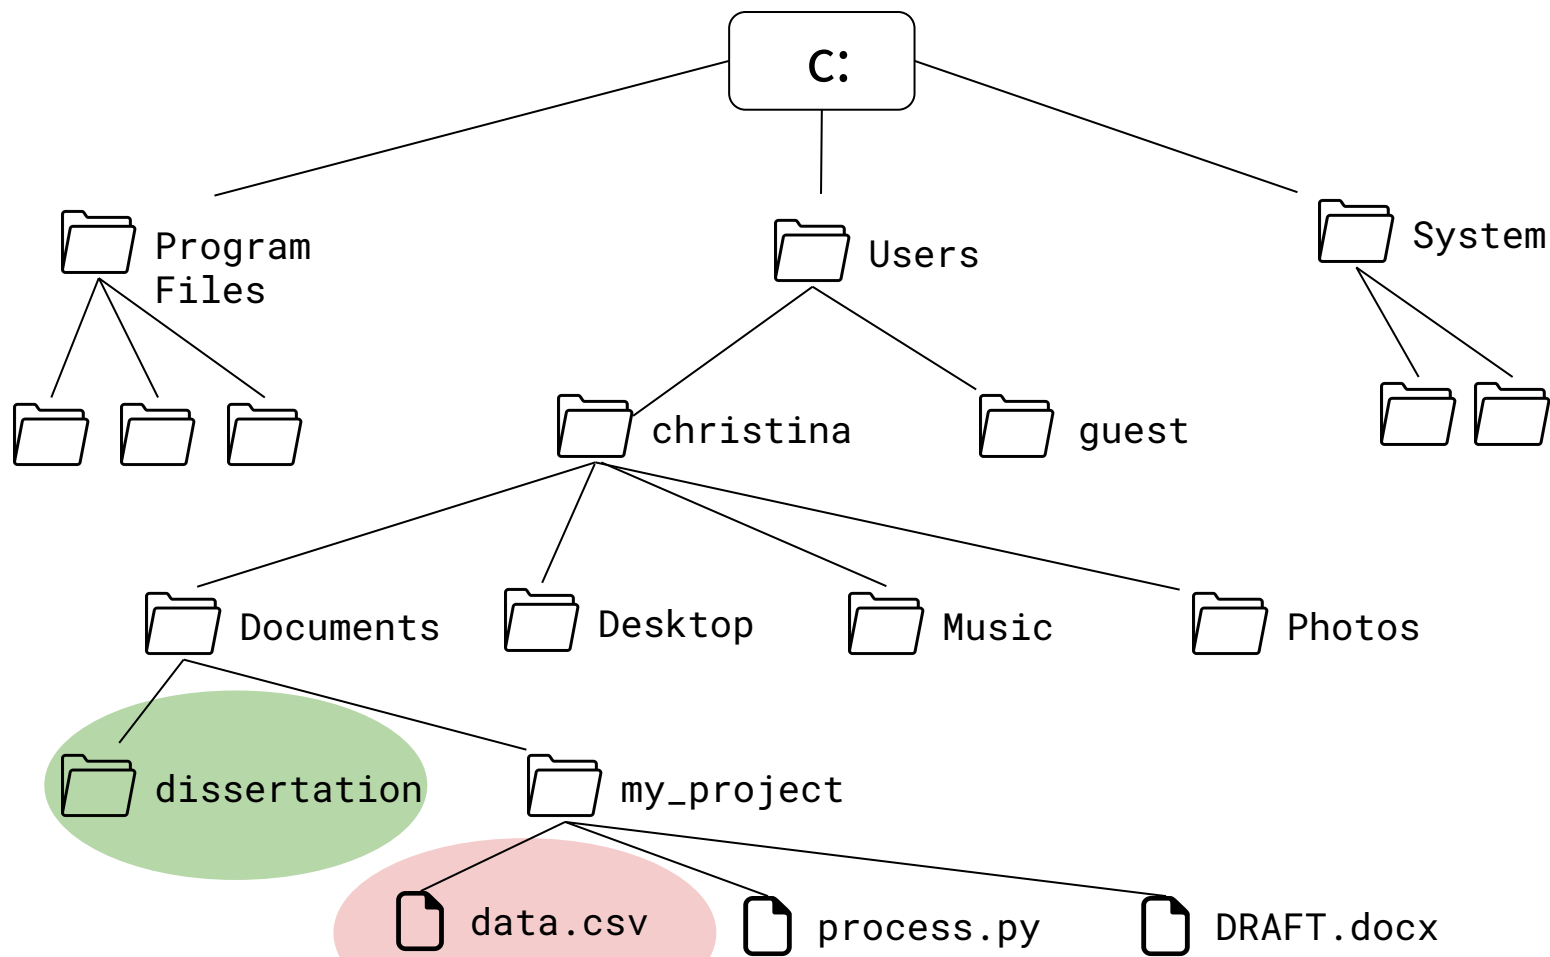 C:
Program
Files
Users
System
christina
guest
Documents
Desktop
Music
Photos
dissertation
my_project
data.csv
process.py
DRAFT.docx